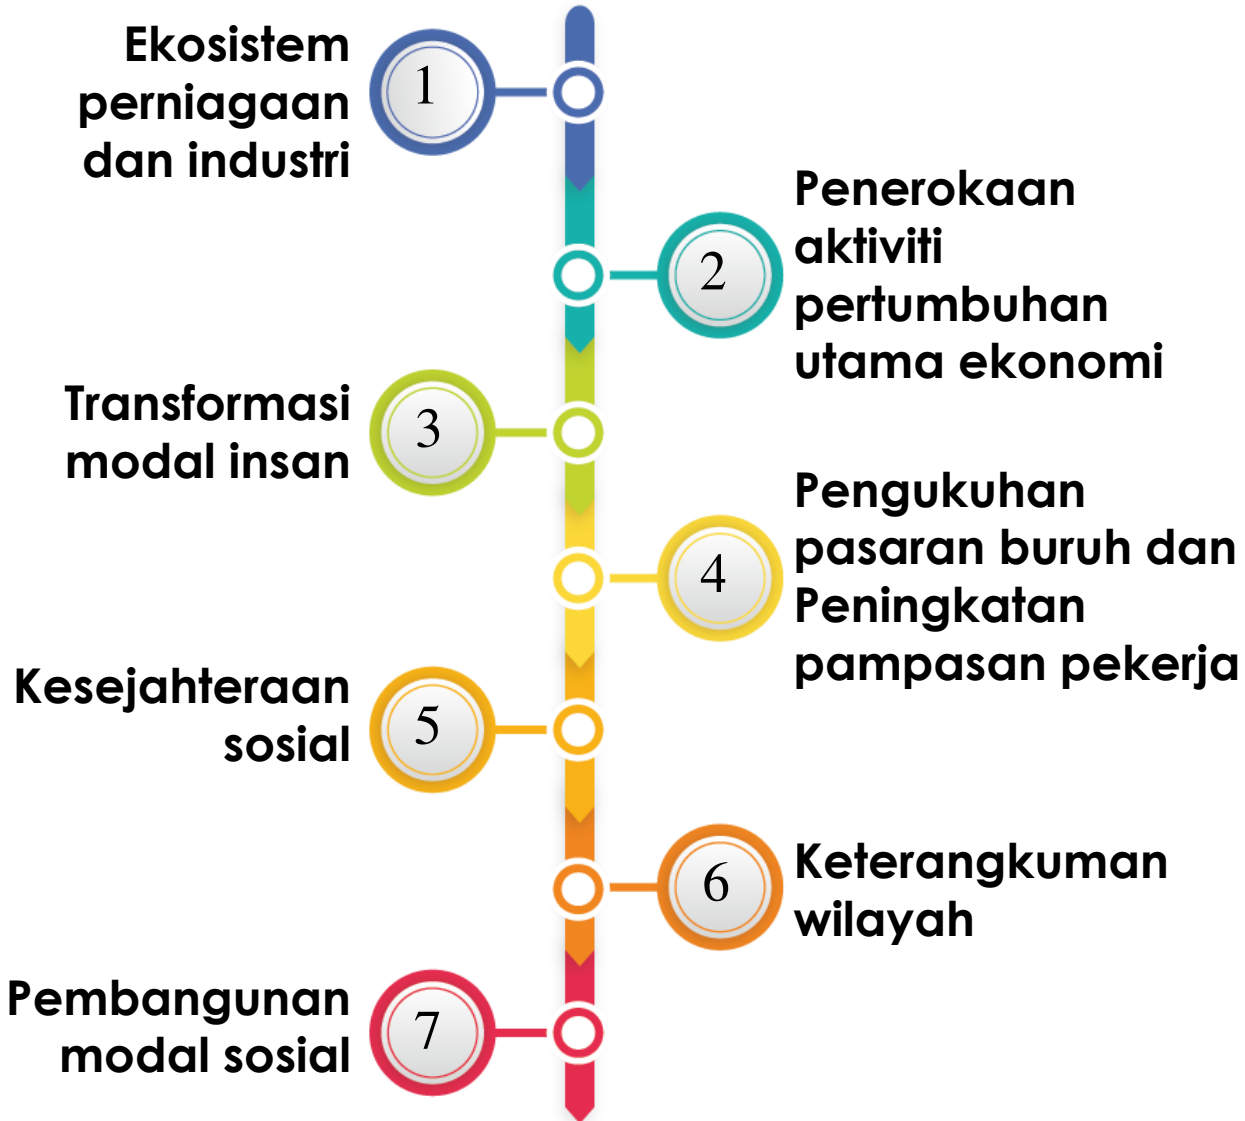 Ekosistem
perniagaan
dan industri
1
2
Penerokaan
aktiviti
pertumbuhan
utama ekonomi
Transformasi
modal insan
3
4
Pengukuhan
pasaran buruh dan
Peningkatan
pampasan pekerja
Kesejahteraan
sosial
5
6
Keterangkuman
wilayah
Pembangunan
modal sosial
7